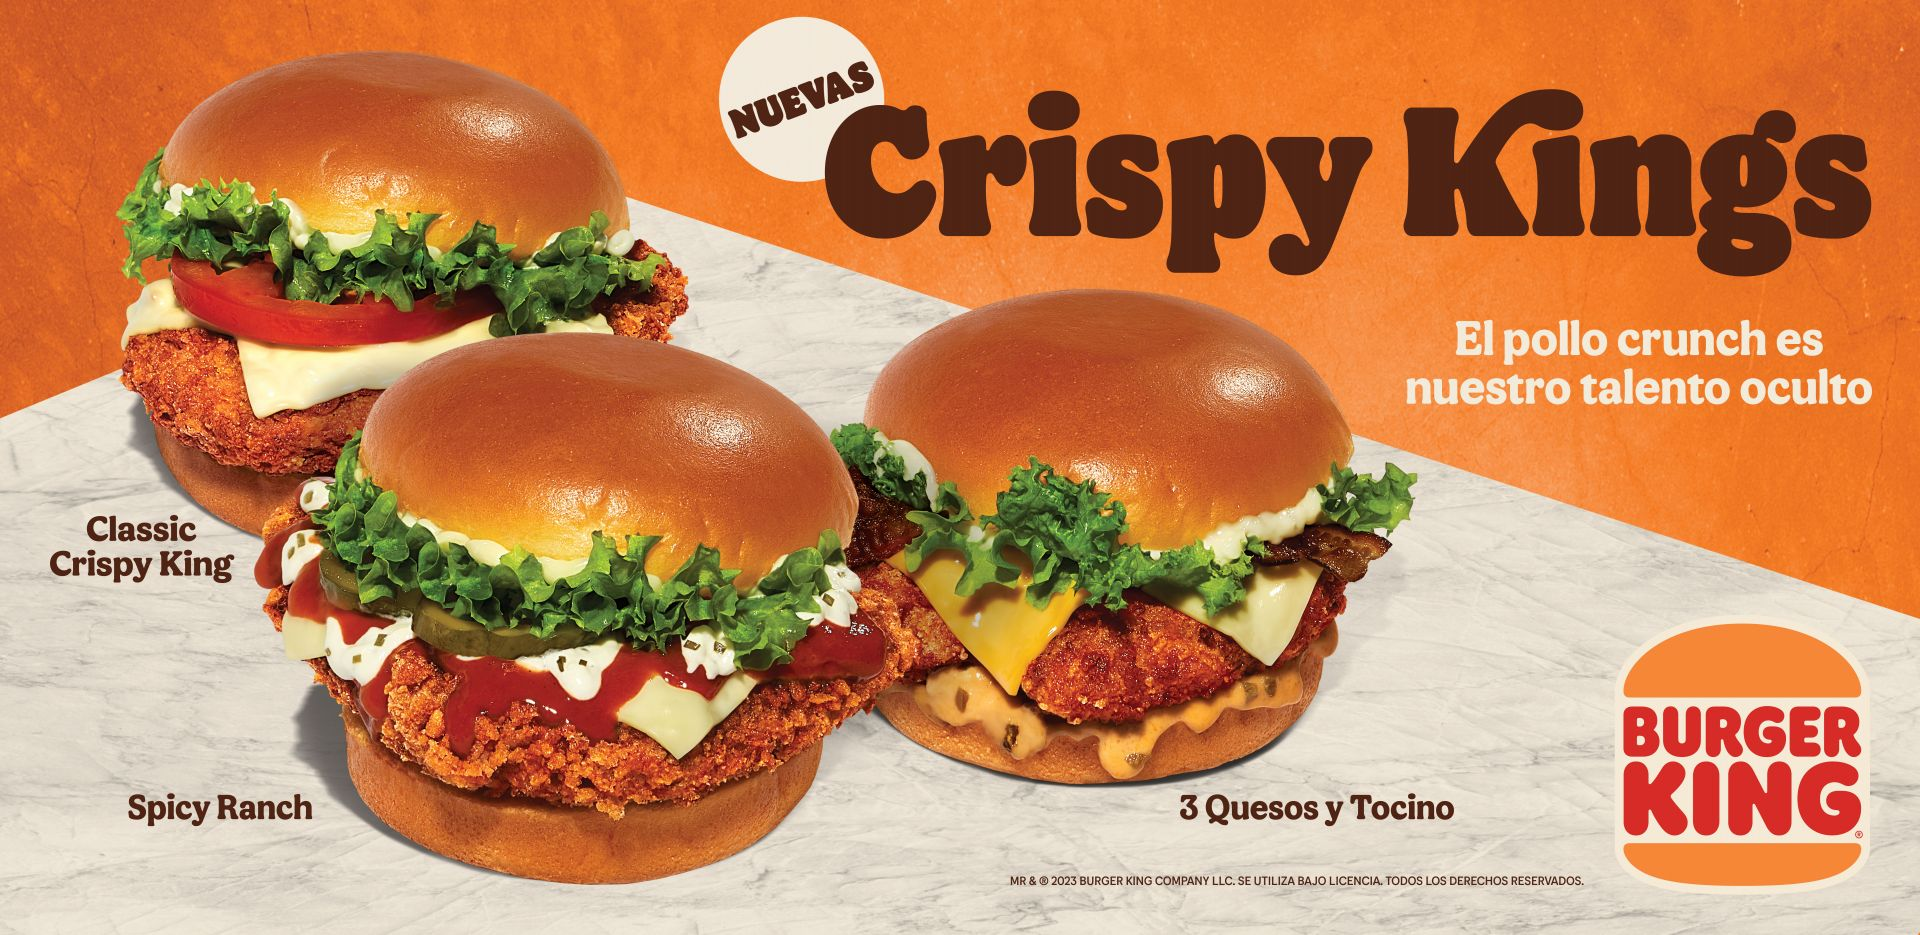 NUEVAS
Crispy Kings
El pollo crunch es
nuestro talento oculto
Classic
Crispy King
Spicy Ranch
3 Quesos y Tocino
BURGER
KING®
MR & ® 2023 BURGER KING COMPANY LLC. SE UTILIZA BAJO LICENCIA. TODOS LOS DERECHOS RESERVADOS.